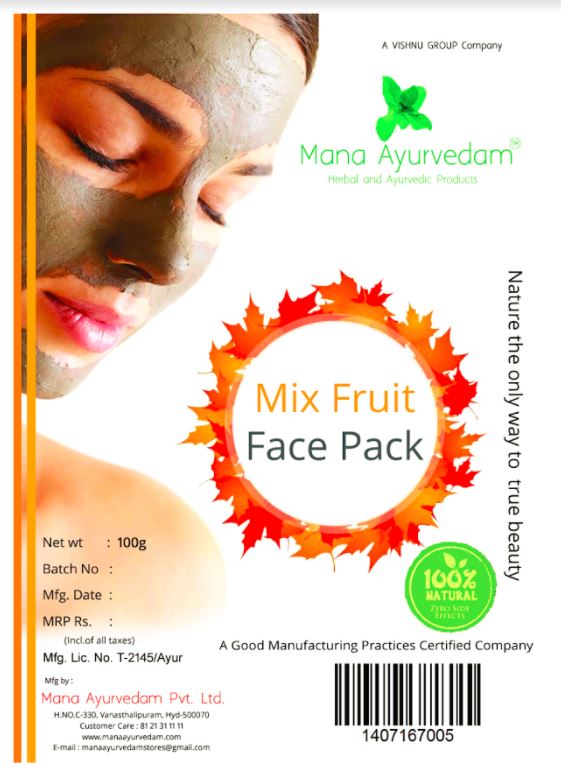 A VISHNU GROUP Company
Mana Ayurvedam™
Herbal and Ayurvedic Products
Nature the only way to true beauty
Mix Fruit
Face Pack
100%
NATURAL
ZERO SIDE
EFFECTS
Net wt : 100g
Batch No :
Mfg. Date :
MRP Rs. :
(Incl.of all taxes)
Mfg. Lic. No. T-2145/Ayur
A Good Manufacturing Practices Certified Company
Mfg by :
Mana Ayurvedam Pvt. Ltd.
H.NO.C-330, Vanasthalipuram, Hyd-500070
Customer Care : 81 21 31 11 11
www.manaayurvedam.com
E-mail : manaayurvedamstores@gmail.com
1407167005